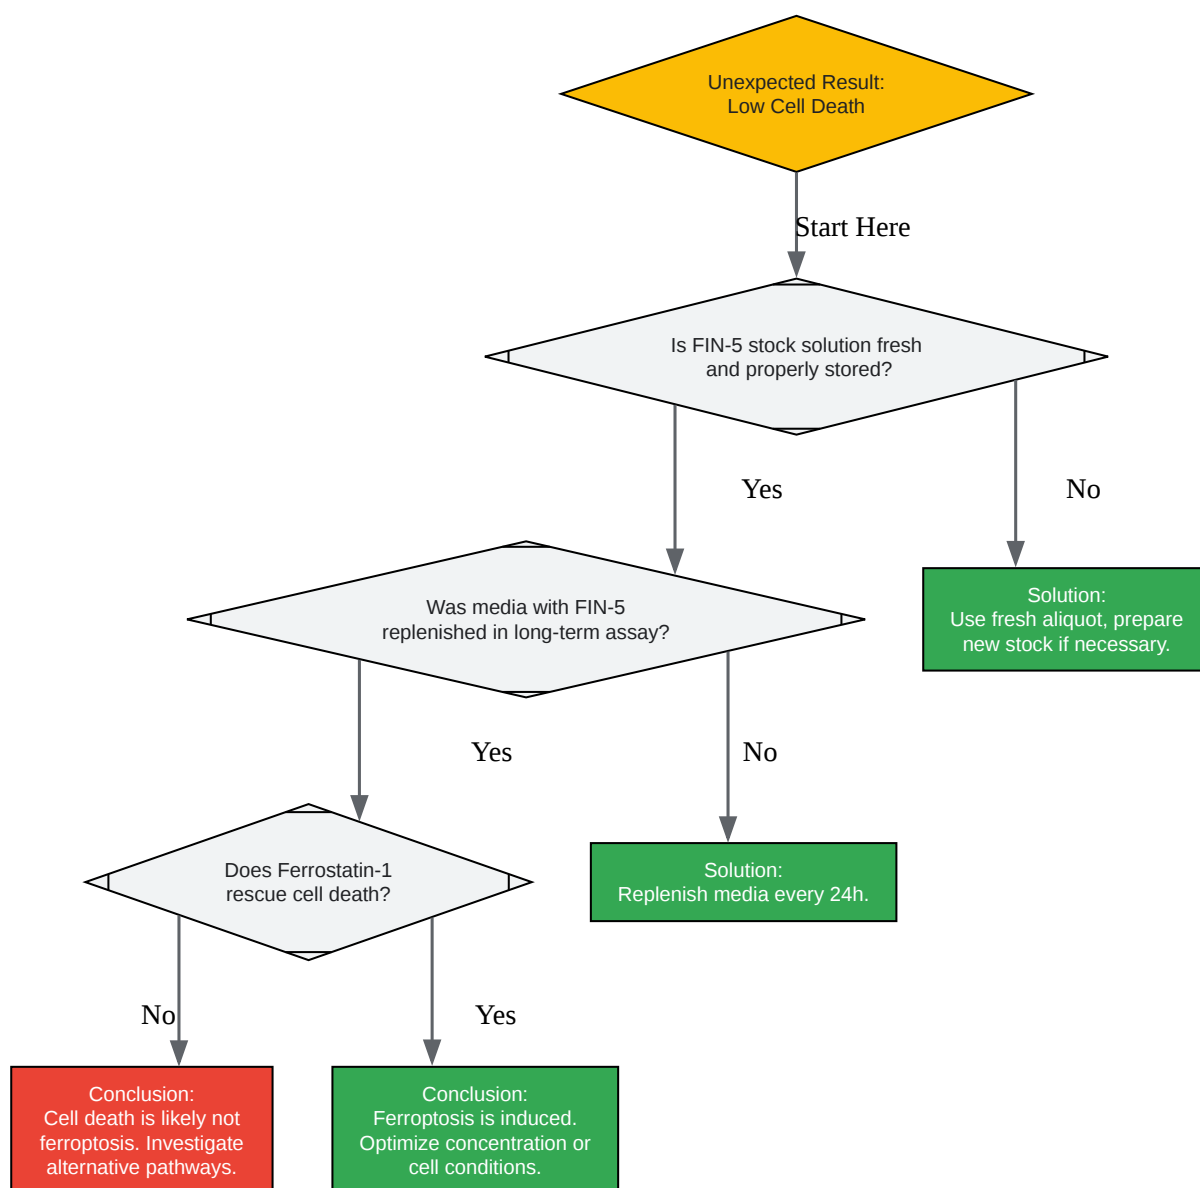 Unexpected Result:
Low Cell Death
Start Here
Is FIN-5 stock solution fresh
and properly stored?
Yes
No
Was media with FIN-5
replenished in long-term assay?
Solution:
Use fresh aliquot, prepare
new stock if necessary.
Yes
No
Does Ferrostatin-1
rescue cell death?
Solution:
Replenish media every 24h.
No
Yes
Conclusion:
Cell death is likely not
ferroptosis. Investigate
alternative pathways.
Conclusion:
Ferroptosis is induced.
Optimize concentration or
cell conditions.